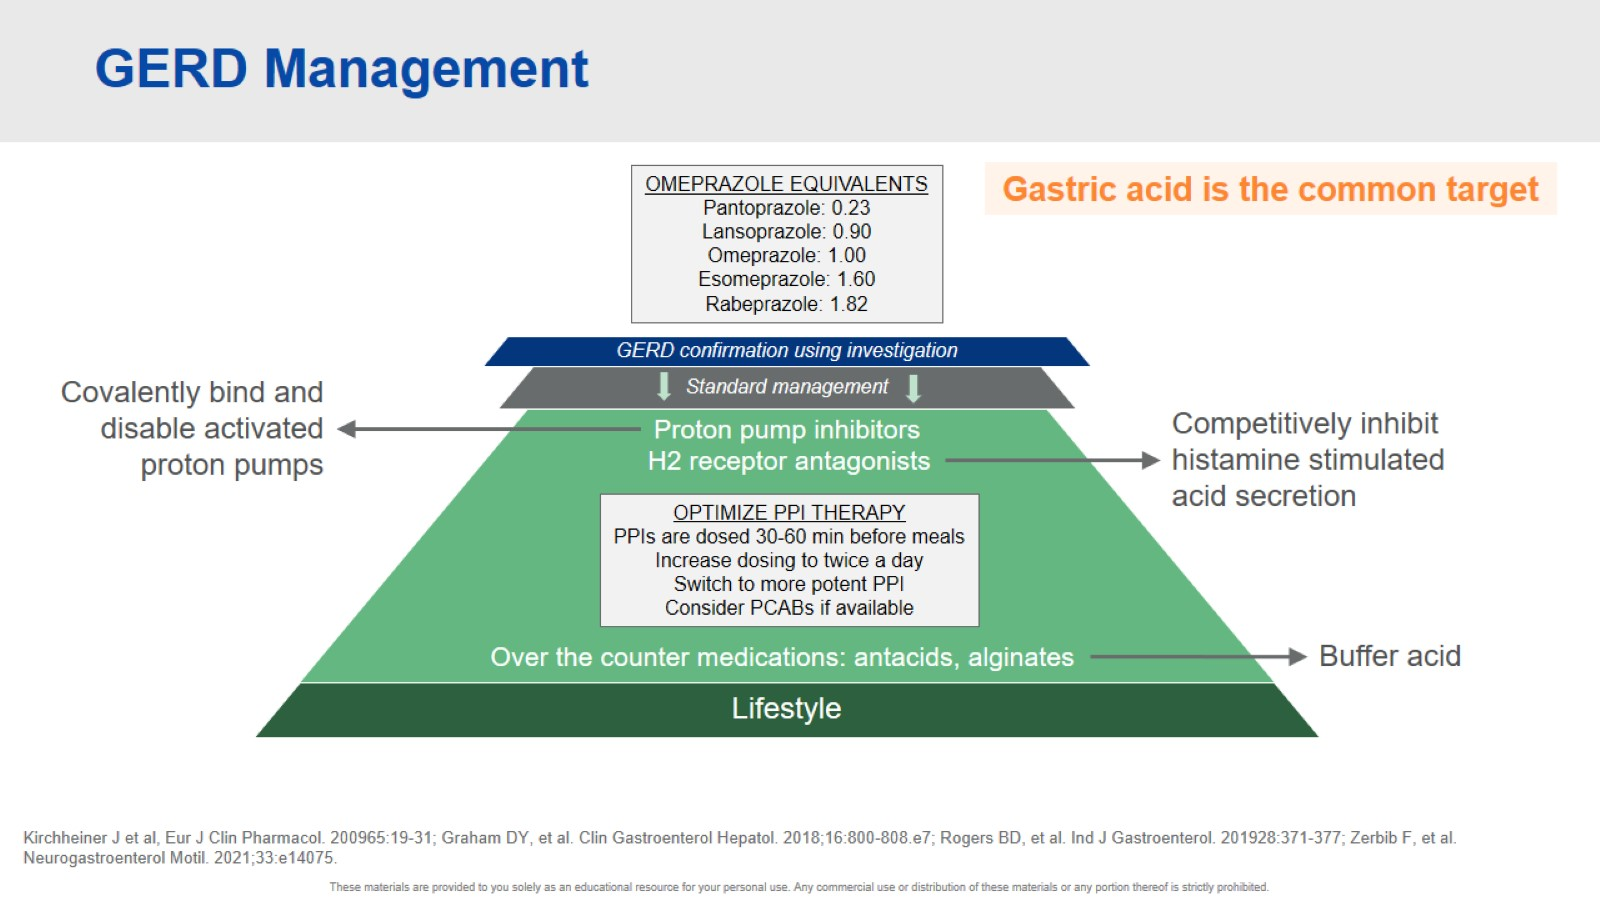 GERD Management
OMEPRAZOLE EQUIVALENTS
Pantoprazole: 0.23
Lansoprazole: 0.90
Omeprazole: 1.00
Esomeprazole: 1.60
Rabeprazole: 1.82
Gastric acid is the common target
GERD confirmation using investigation
Standard management
Covalently bind and
disable activated
proton pumps
Proton pump inhibitors
H2 receptor antagonists
Competitively inhibit
histamine stimulated
acid secretion
OPTIMIZE PPI THERAPY
PPIs are dosed 30-60 min before meals
Increase dosing to twice a day
Switch to more potent PPI
Consider PCABs if available
Over the counter medications: antacids, alginates
Buffer acid
Lifestyle
Kirchheiner J et al, Eur J Clin Pharmacol. 200965:19-31; Graham DY, et al. Clin Gastroenterol Hepatol. 2018;16:800-808.e7; Rogers BD, et al. Ind J Gastroenterol. 201928:371-377; Zerbib F, et al.
Neurogastroenterol Motil. 2021;33:e14075.
These materials are provided to you solely as an educational resource for your personal use. Any commercial use or distribution of these materials or any portion thereof is strictly prohibited.